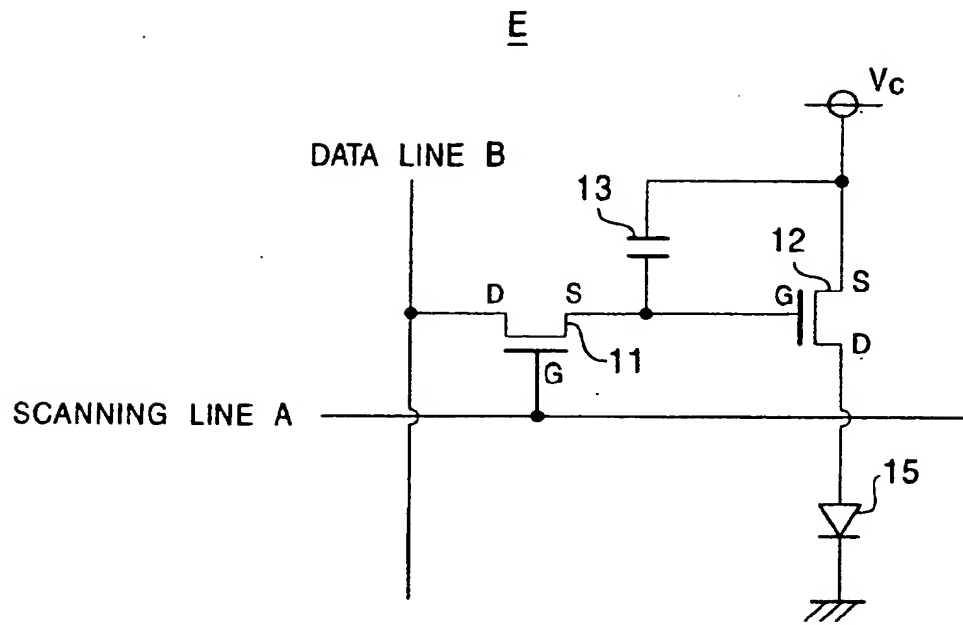 E
Vc
DATA LINE B
13
12
S
G
D
D
S
11
G
SCANNING LINE A
15